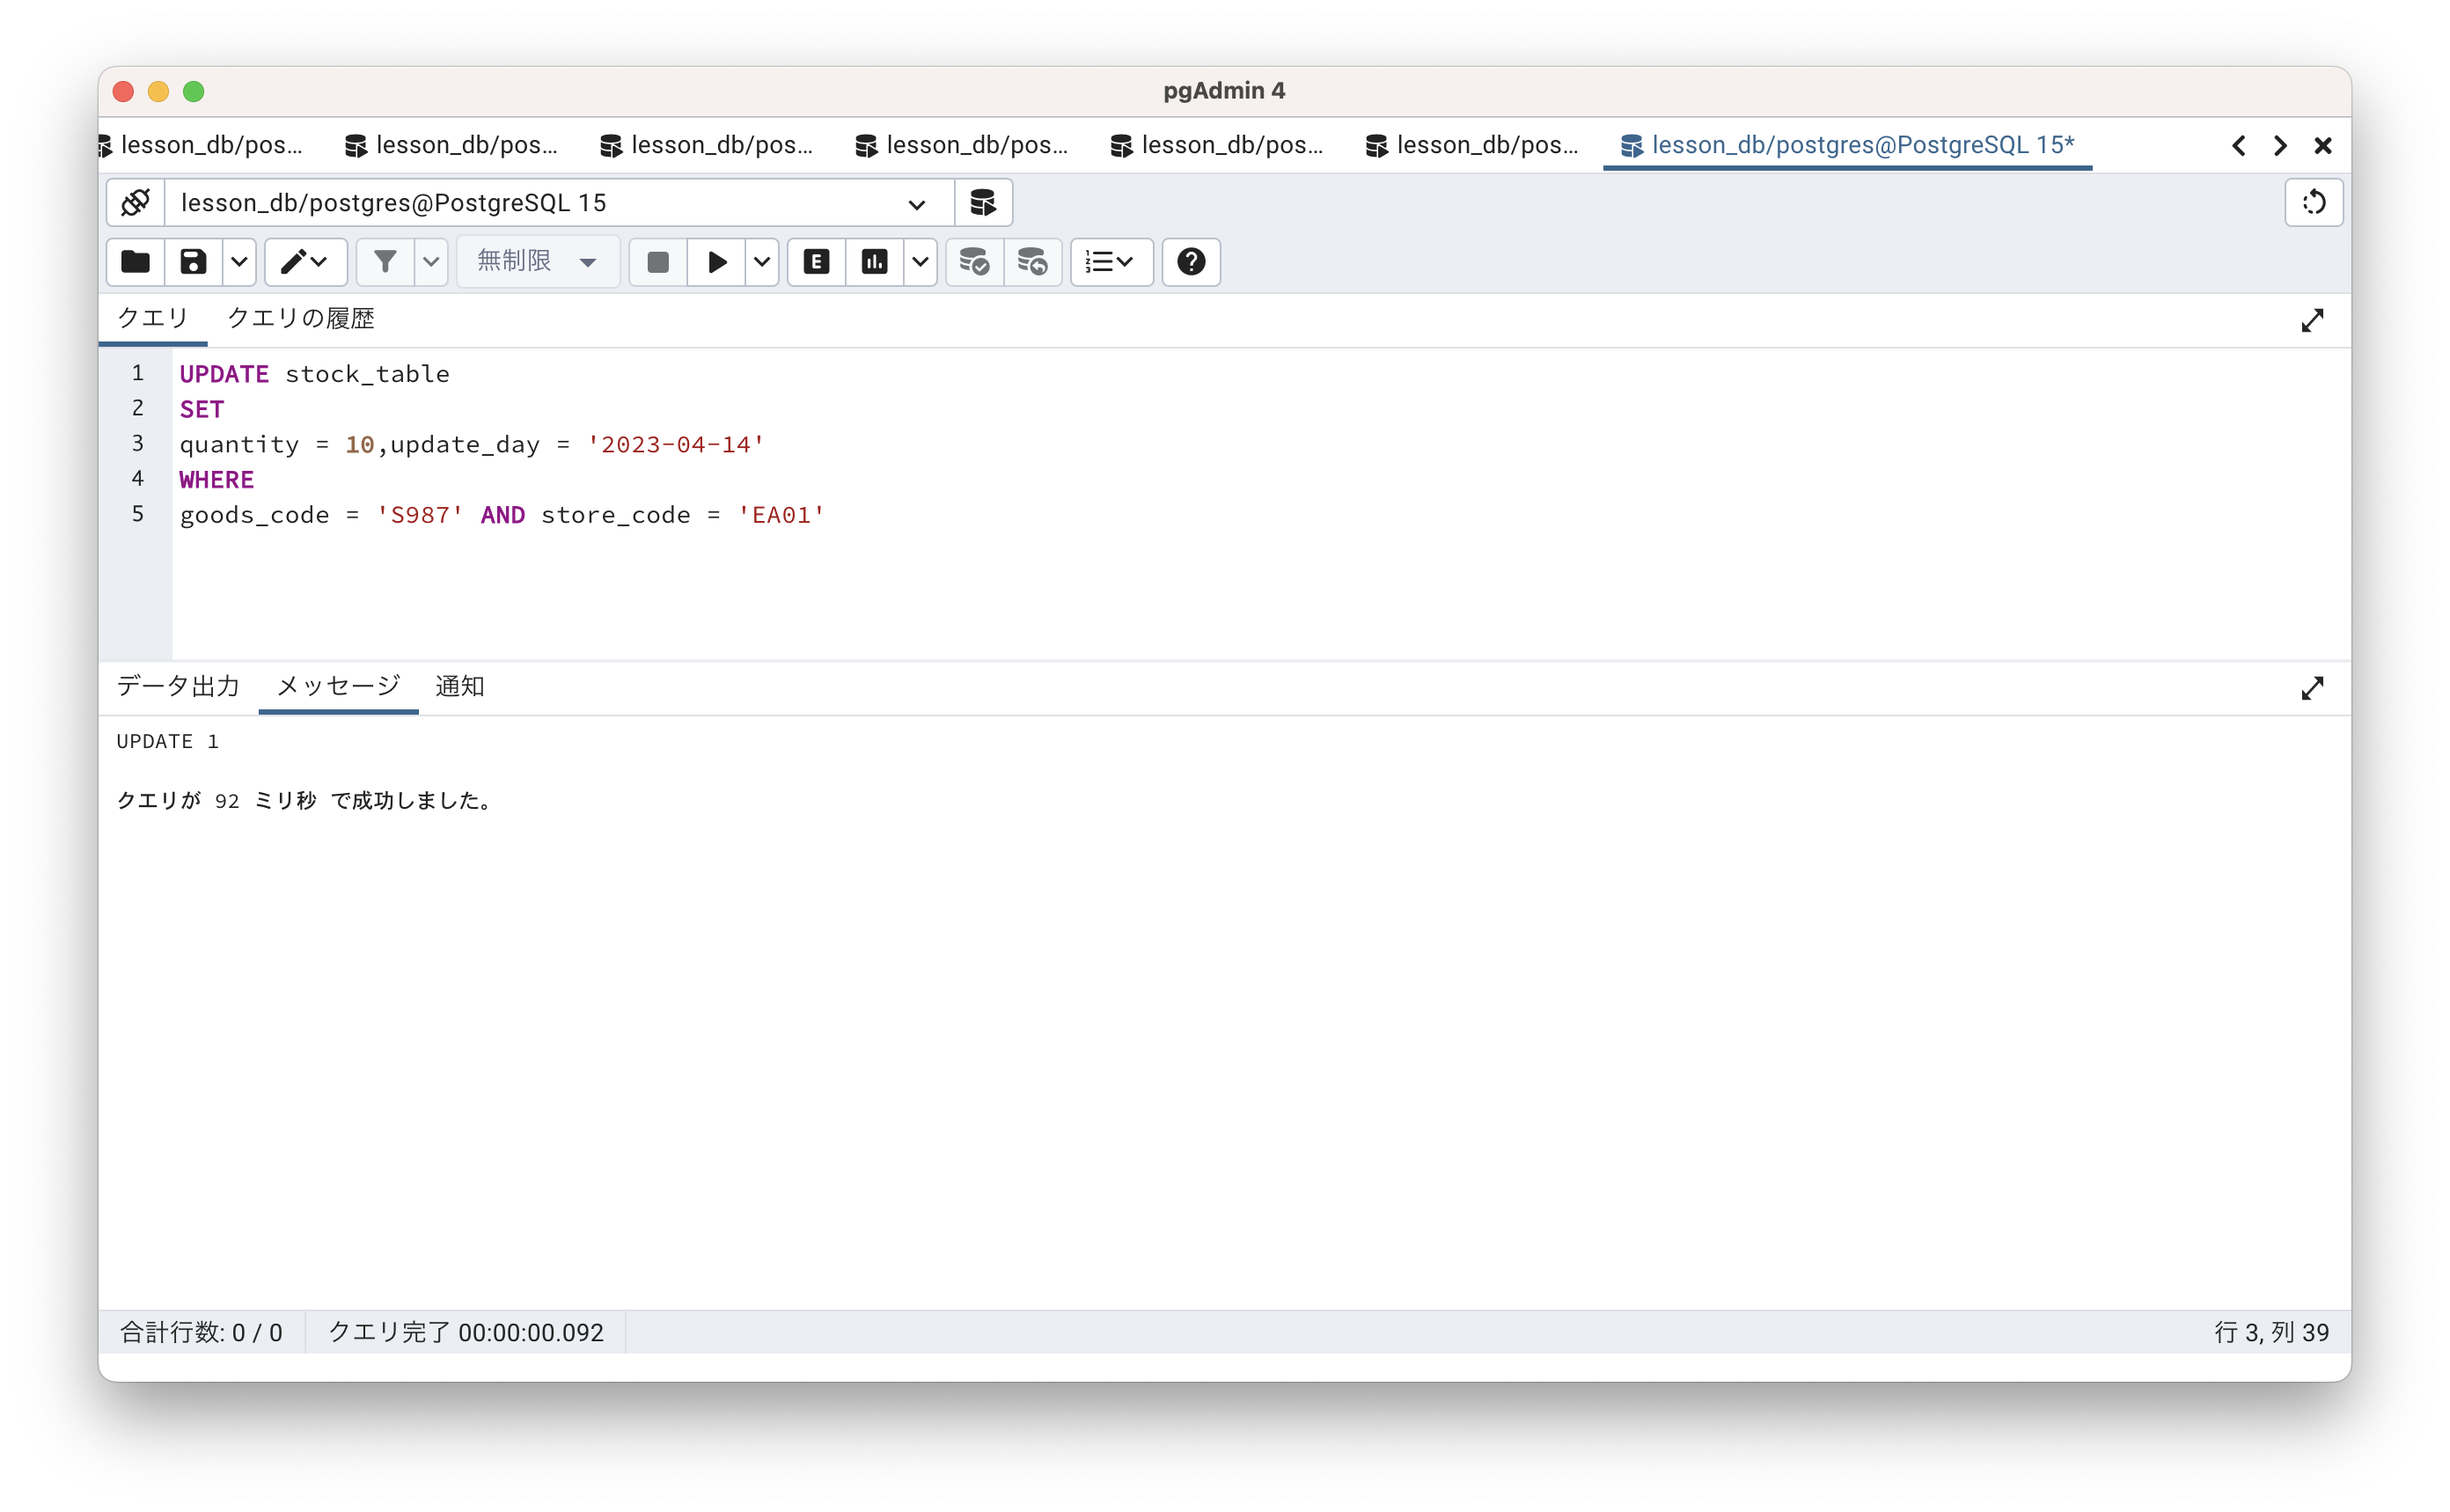 pgAdmin 4
lesson_db/pos... lesson_db/pos... lesson_db/pos... lesson_db/pos... lesson_db/pos... lesson_db/pos... lesson_db/postgres@PostgreSQL 15*
lesson_db/postgres@PostgreSQL 15
無制限 E
クエリ クエリの履歴
1 UPDATE stock_table
2 SET
3 quantity = 10,update_day = '2023-04-14'
4 WHERE
5 goods_code = 'S987' AND store_code = 'EA01'
データ出力 メッセージ 通知
UPDATE 1
クエリが 92 ミリ秒 で成功しました。
合計行数: 0 / 0 クエリ完了 00:00:00.092 行 3, 列 39